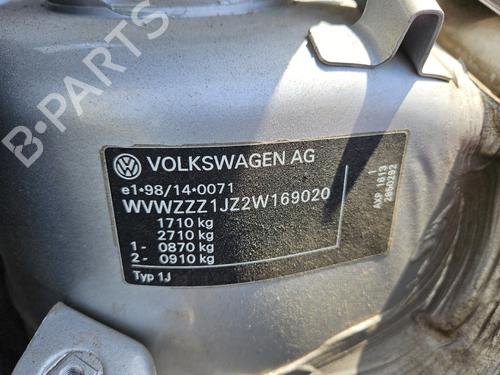 B-PARTS
VOLKSWAGEN AG
e1*98/14*0071
WVWZZZ1JZ2W169020
1710 kg
2710 kg
1- 0870 kg
2- 0910 kg
Typ 1J